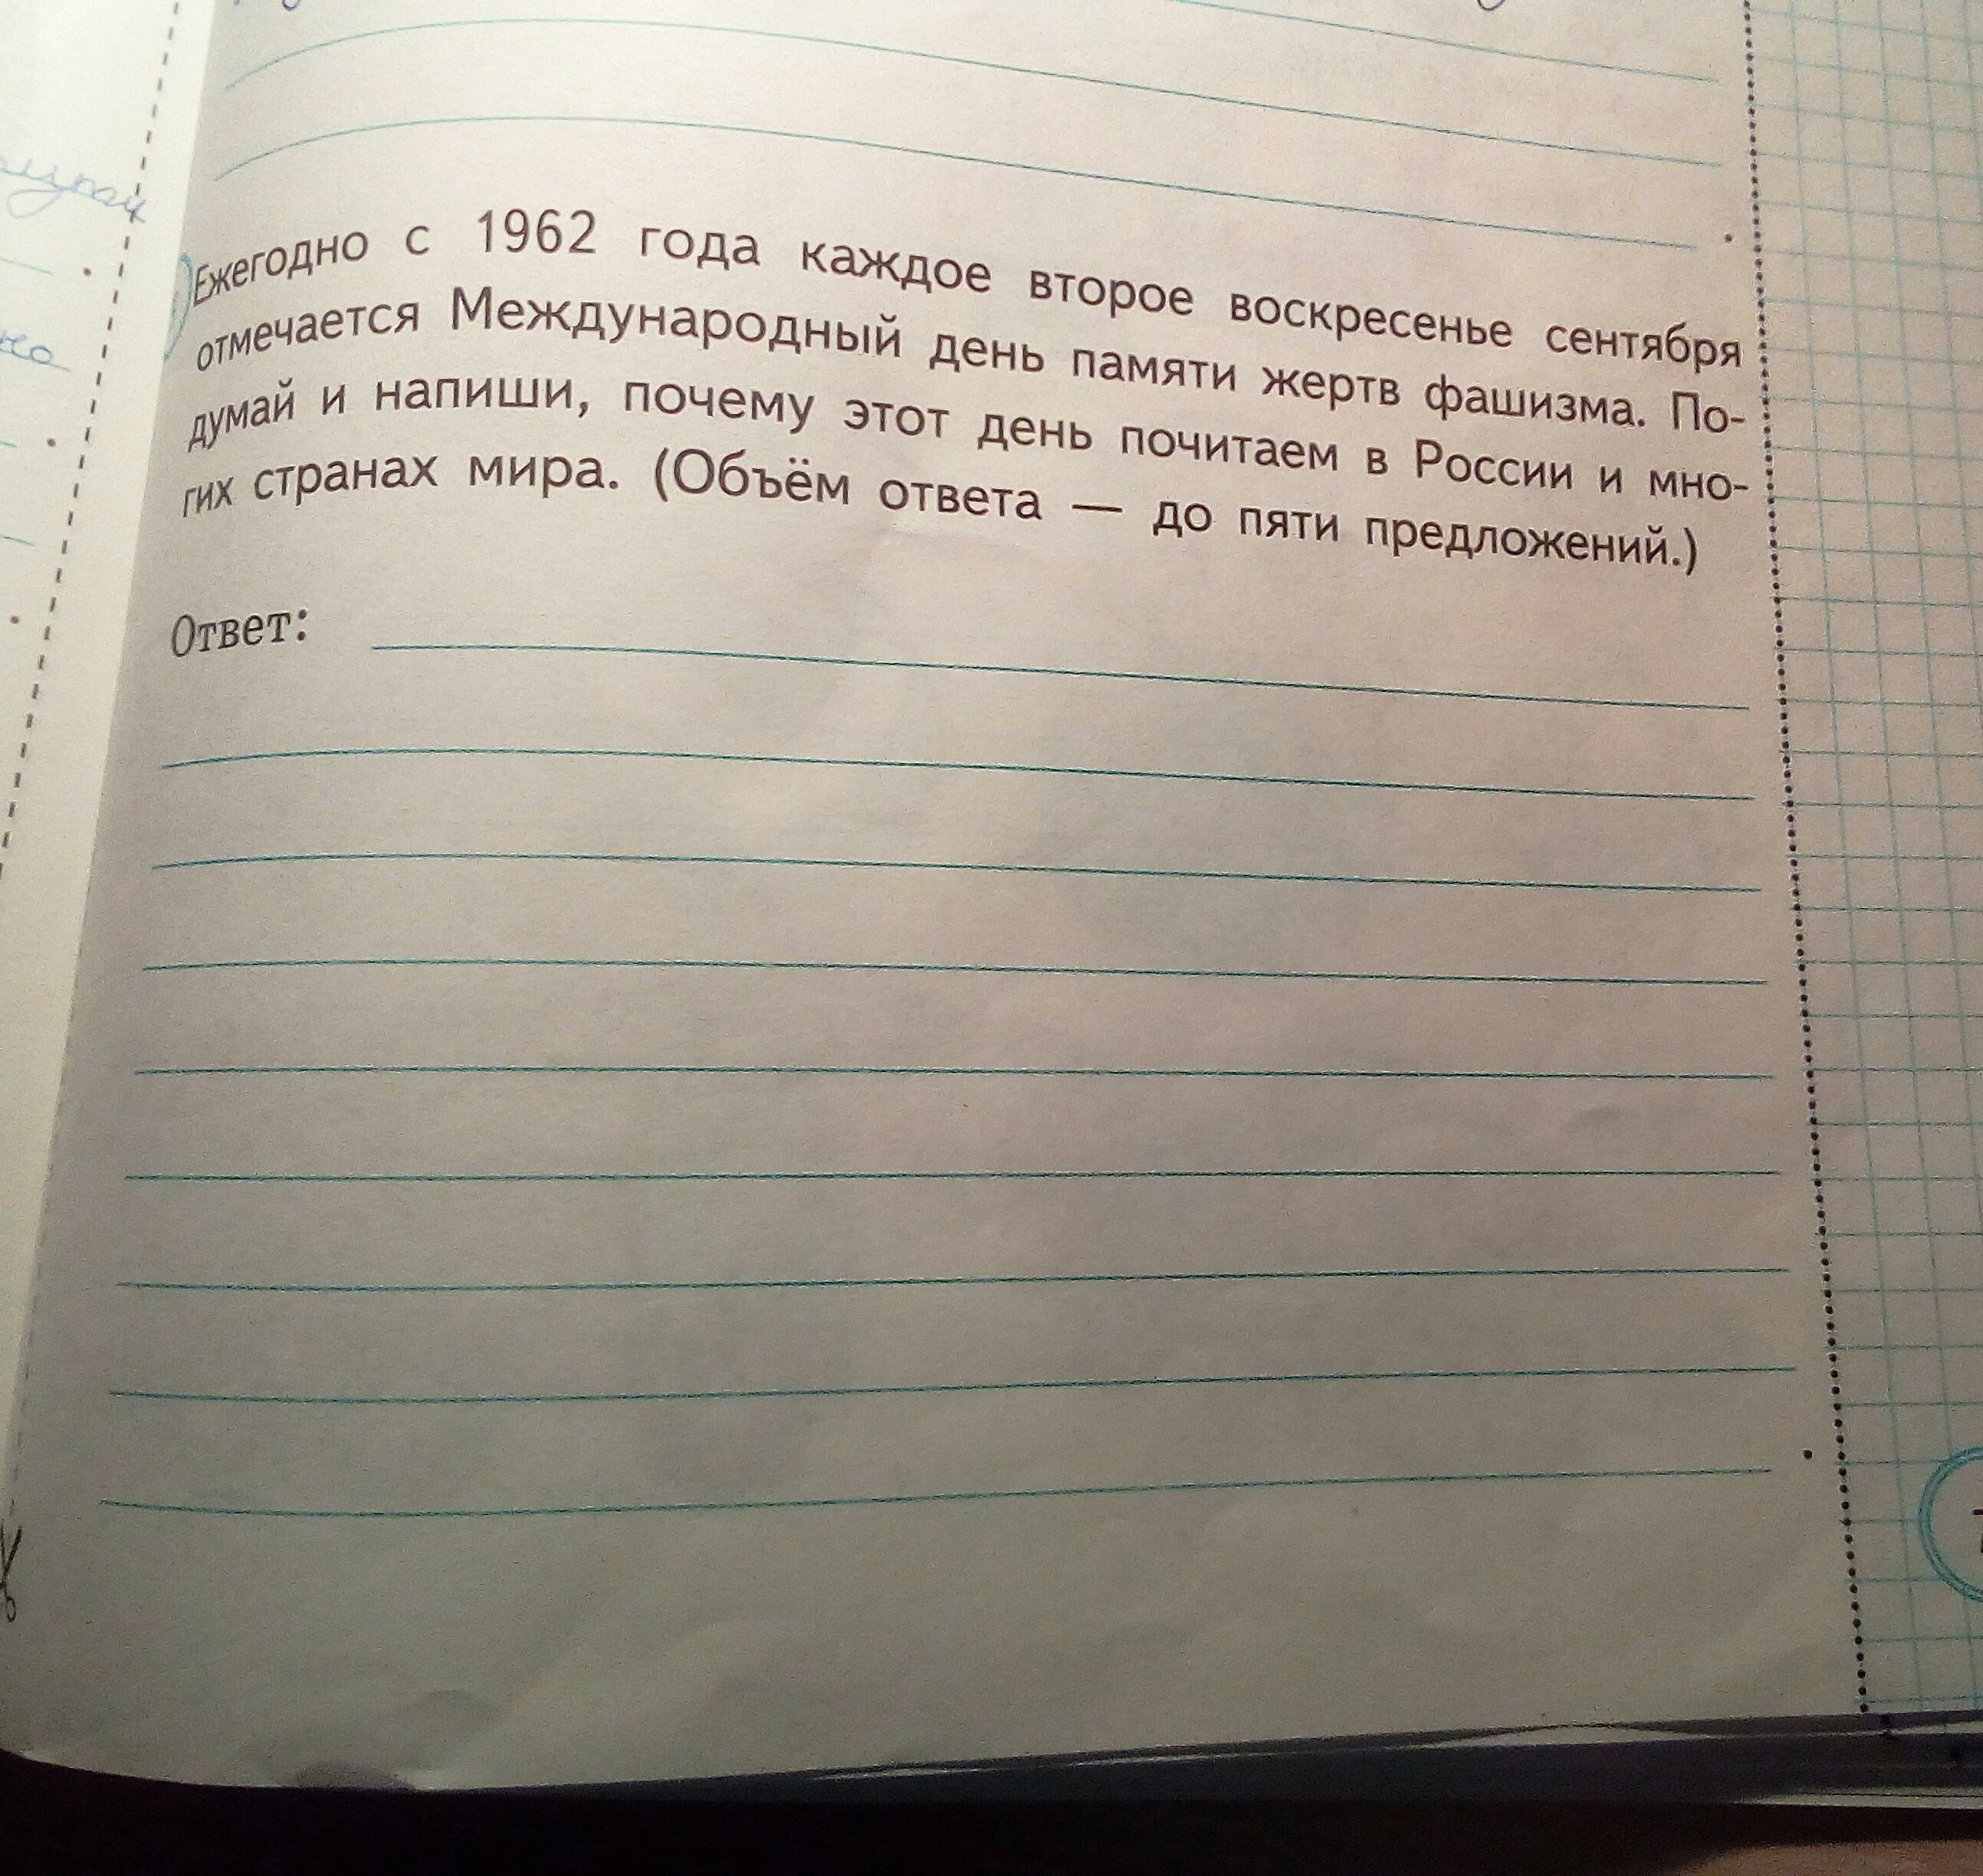 Ежегодно с 1962 года каждое второе воскресенье сентября
отмечается Международный день памяти жертв фашизма. По-
думай и напиши, почему этот день почитаем в России и мно-
гих странах мира. (Объём ответа — до пяти предложений.)
Ответ: